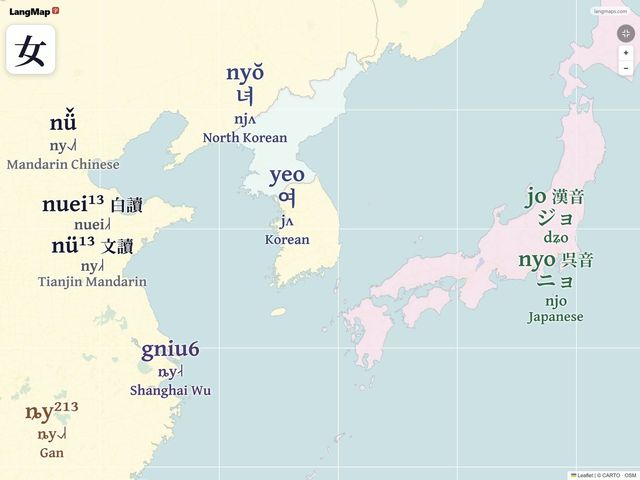 LangMap
langmaps.com
女
+
−
nyŏ
녀
njʌ
North Korean
nǚ
ny˨˩˦
Mandarin Chinese
yeo
여
jʌ
Korean
nuei¹³ 白讀
nuei˩˧
nü¹³ 文讀
ny˩˧
Tianjin Mandarin
jo 漢音
ジョ
dʑo
nyo 呉音
ニョ
njo
Japanese
gniu6
Shanghai Wu
ȵy²¹³
ȵy˨˩˧
Gan
Leaflet | © CARTO · OSM